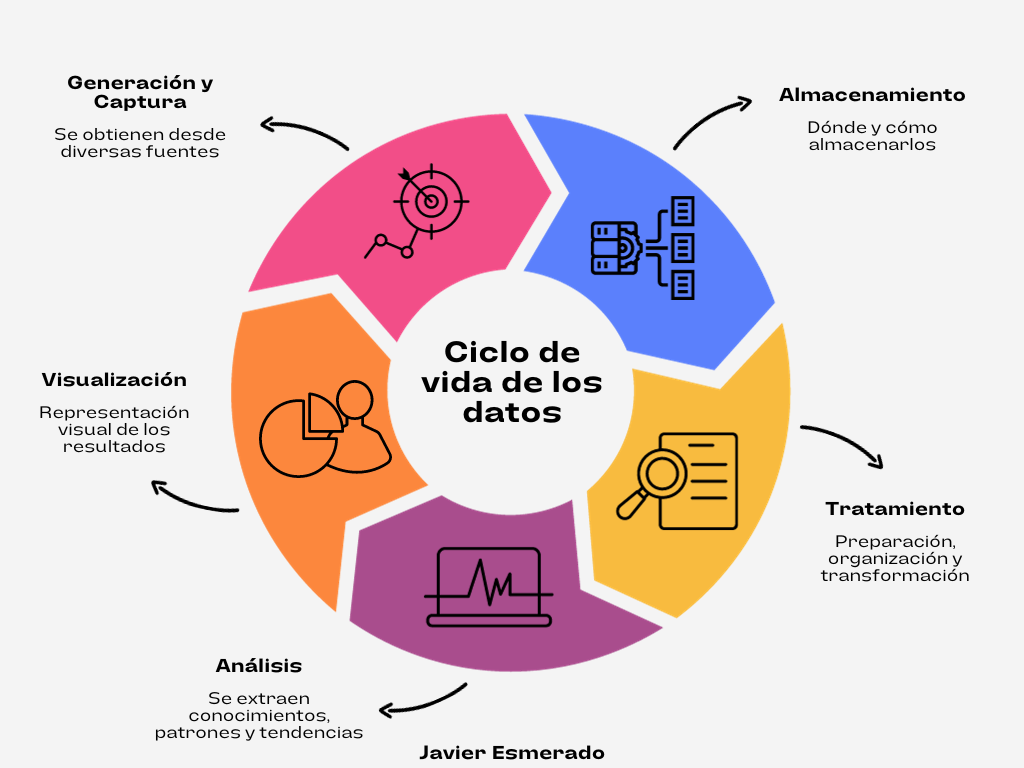 Generación y
Captura
Se obtienen desde
diversas fuentes
Almacenamiento
Dónde y cómo
almacenarlos
Ciclo de
vida de los
datos
Visualización
Representación
visual de los
resultados
Tratamiento
Preparación,
organización y
transformación
Análisis
Se extraen
conocimientos,
patrones y tendencias
Javier Esmerado